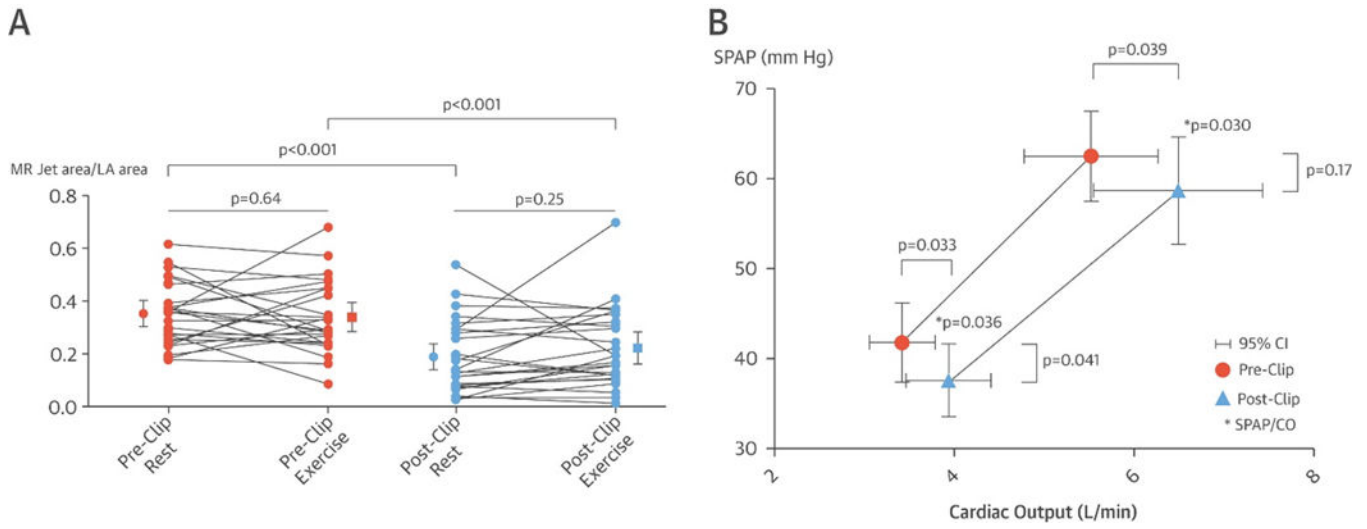 A
p<0.001
p<0.001
MR Jet area/LA area
0.8
p=0.64
p=0.25
0.6
0.4
0.2
0.0
Pre-Clip
Rest
Pre-Clip
Exercise
Post-Clip
Rest
Post-Clip
Exercise
B
SPAP (mm Hg)
p=0.039
70
*p=0.030
p=0.17
60
p=0.033
50
*p=0.036
p=0.041
40
30
95% CI
Pre-Clip
Post-Clip
* SPAP/CO
2
4
6
8
Cardiac Output (L/min)